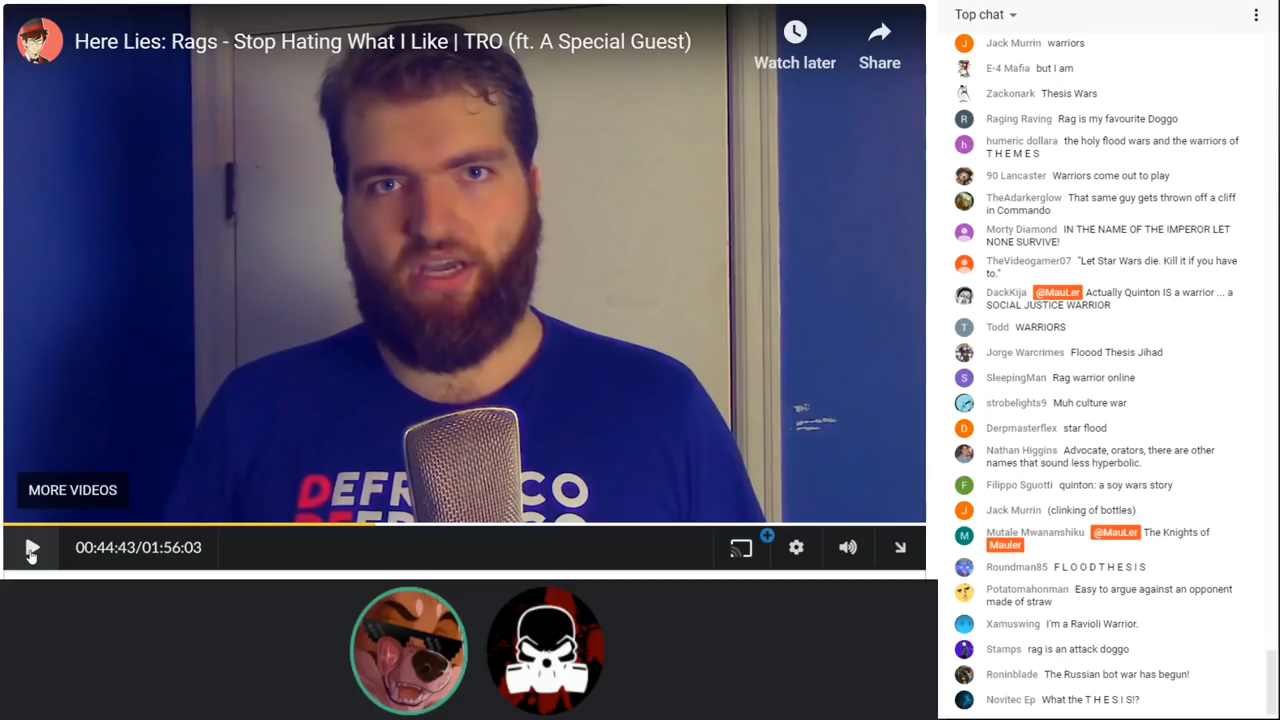 Here Lies: Rags - Stop Hating What I Like | TRO (ft. A Special Guest)
Watch later
Share
MORE VIDEOS
00:44:43/01:56:03
Top chat
Jack Murrin warriors
E-4 Mafia but I am
Zackonark Thesis Wars
Raging Raving Rag is my favourite Doggo
humeric dollara the holy flood wars and the warriors of
T H E M E S
90 Lancaster Warriors come out to play
TheAdarkerglow That same guy gets thrown off a cliff
in Commando
Morty Diamond IN THE NAME OF THE IMPEROR LET
NONE SURVIVE!
TheVideogamer07 "Let Star Wars die. Kill it if you have
to."
DackKija @MauLer Actually Quinton IS a warrior ... a
SOCIAL JUSTICE WARRIOR
Todd WARRIORS
Jorge Warcrimes Floood Thesis Jihad
SleepingMan Rag warrior online
strobelights9 Muh culture war
Derpmasterflex star flood
Nathan Higgins Advocate, orators, there are other
names that sound less hyperbolic.
Filippo Sguotti quinton: a soy wars story
Jack Murrin (clinking of bottles)
Mutale Mwananshiku @MauLer The Knights of
Mauler
Roundman85 F L O O D T H E S I S
Potatomahonman Easy to argue against an opponent
made of straw
Xamuswing I'm a Ravioli Warrior.
Stamps rag is an attack doggo
Roninblade The Russian bot war has begun!
Novitec Ep What the T H E S I S!?